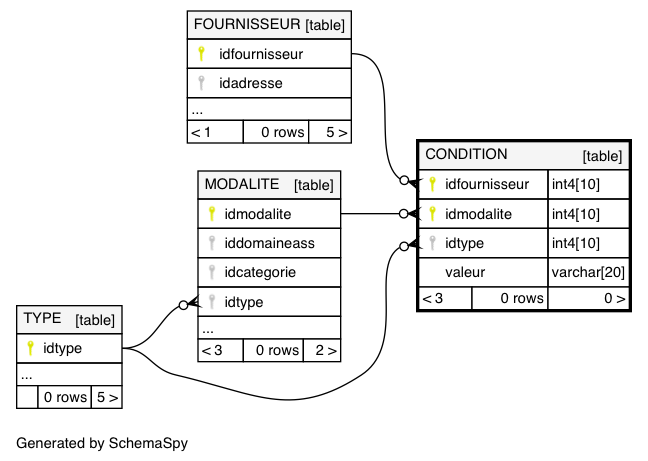 FOURNISSEUR [table]
idfournisseur
idadresse
...
< 1 0 rows 5 >
CONDITION [table]
idfournisseur int4[10]
idmodalite int4[10]
idtype int4[10]
valeur varchar[20]
< 3 0 rows 0 >
MODALITE [table]
idmodalite
iddomaineass
idcategorie
idtype
...
< 3 0 rows 2 >
TYPE [table]
idtype
...
0 rows 5 >
Generated by SchemaSpy